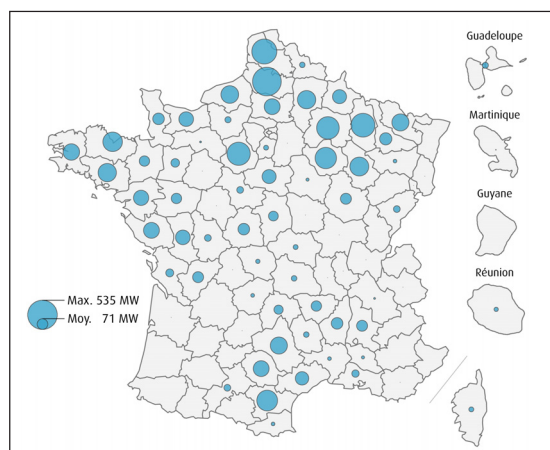 Guadeloupe
Martinique
Guyane
Réunion
Max. 535 MW
Moy. 71 MW